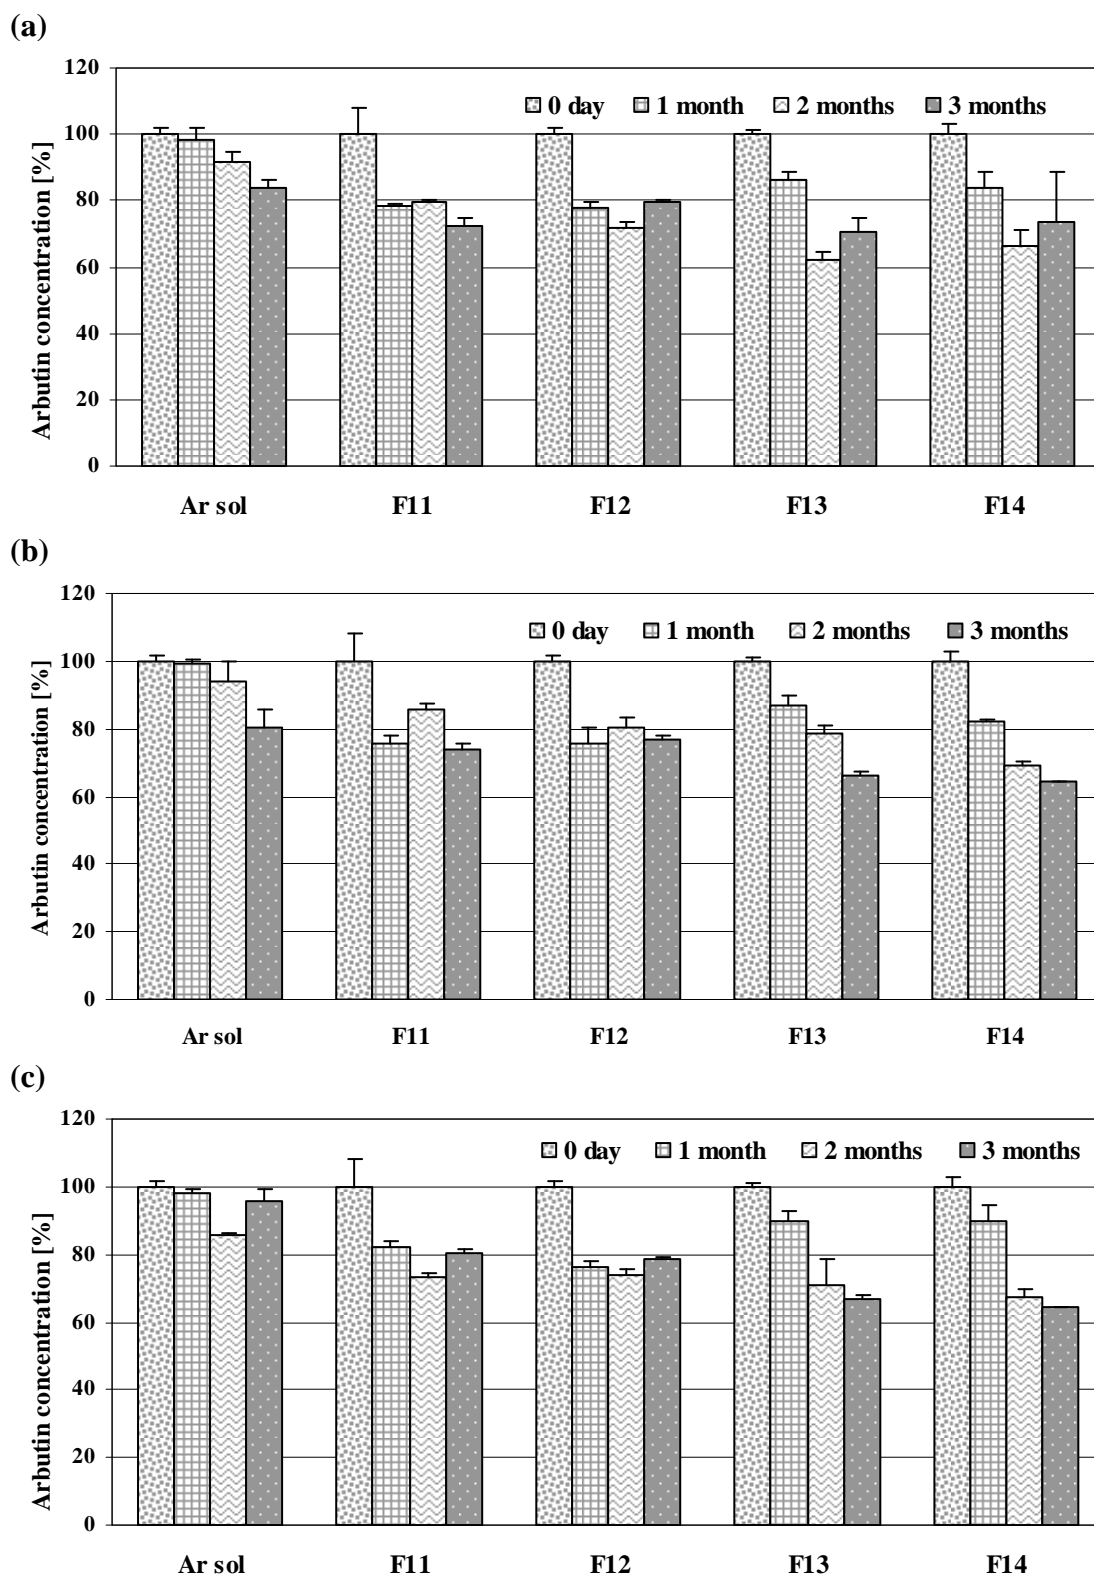 (a)
120
0 day 1 month 2 months 3 months
100
80
60
40
20
0
Arbutin concentration [%]
Ar sol F11 F12 F13 F14
(b)
120
0 day 1 month 2 months 3 months
100
80
60
40
20
0
Arbutin concentration [%]
Ar sol F11 F12 F13 F14
(c)
120
0 day 1 month 2 months 3 months
100
80
60
40
20
0
Arbutin concentration [%]
Ar sol F11 F12 F13 F14